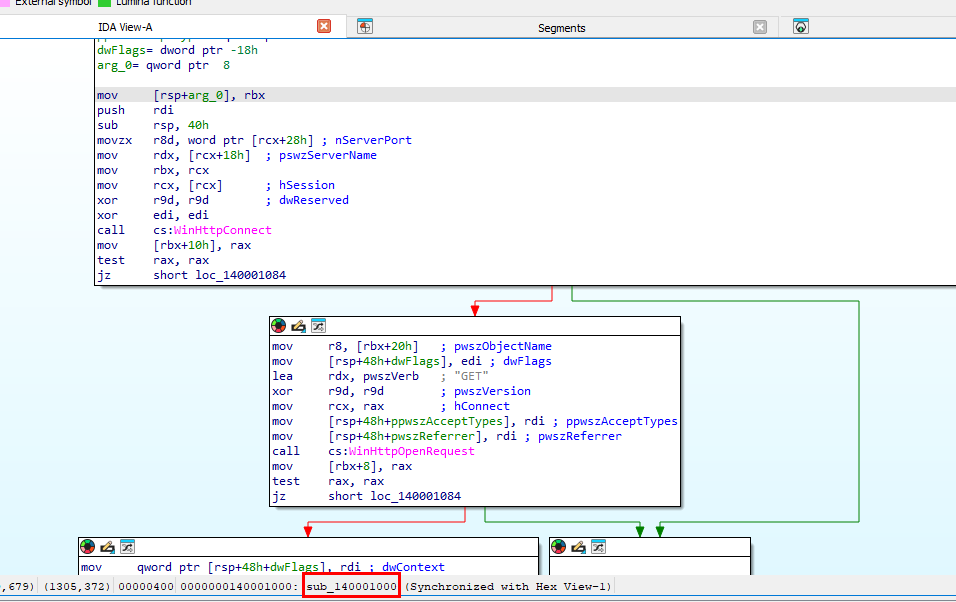 External symbol Lumina function
IDA View-A Segments
dwFlags= dword ptr -18h
arg_0= qword ptr  8
mov     [rsp+arg_0], rbx
push    rdi
sub     rsp, 40h
movzx   r8d, word ptr [rcx+28h] ; nServerPort
mov     rdx, [rcx+18h]  ; pswzServerName
mov     rbx, rcx
mov     rcx, [rcx]      ; hSession
xor     r9d, r9d        ; dwReserved
xor     edi, edi
call    cs:WinHttpConnect
mov     [rbx+10h], rax
test    rax, rax
jz      short loc_140001084
mov     r8, [rbx+20h]   ; pwszObjectName
mov     [rsp+48h+dwFlags], edi ; dwFlags
lea     rdx, pwszVerb   ; "GET"
xor     r9d, r9d        ; pwszVersion
mov     rcx, rax        ; hConnect
mov     [rsp+48h+ppwszAcceptTypes], rdi ; ppwszAcceptTypes
mov     [rsp+48h+pwszReferrer], rdi ; pwszReferrer
call    cs:WinHttpOpenRequest
mov     [rbx+8], rax
test    rax, rax
jz      short loc_140001084
mov     qword ptr [rsp+48h+dwFlags], rdi ; dwContext
,679) (1305,372) 00000400 0000000140001000: sub_140001000 (Synchronized with Hex View-1)